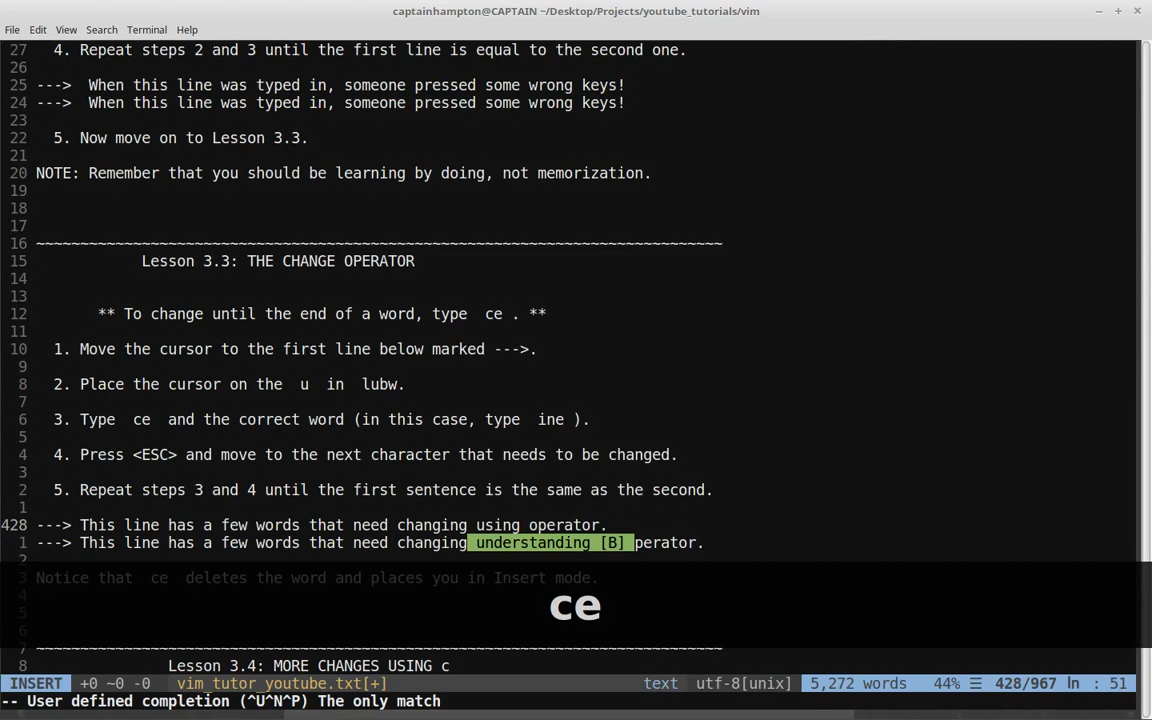 captainhampton@CAPTAIN ~/Desktop/Projects/youtube_tutorials/vim
File Edit View Search Terminal Help
27 4. Repeat steps 2 and 3 until the first line is equal to the second one.
26
25 ---> When this line was typed in, someone pressed some wrong keys!
24 ---> When this line was typed in, someone pressed some wrong keys!
23
22 5. Now move on to Lesson 3.3.
21
20 NOTE: Remember that you should be learning by doing, not memorization.
19
18
17
16 ~~~~~~~~~~~~~~~~~~~~~~~~~~~~~~~~~~~~~~~~~~~~~~~~~~~~~~~~~~~~~~~~~~~~~~~~~~~~~~
15 Lesson 3.3: THE CHANGE OPERATOR
14
13
12 ** To change until the end of a word, type ce . **
11
10 1. Move the cursor to the first line below marked --->.
9
8 2. Place the cursor on the u in lubw.
7
6 3. Type ce and the correct word (in this case, type ine ).
5
4 4. Press <ESC> and move to the next character that needs to be changed.
3
2 5. Repeat steps 3 and 4 until the first sentence is the same as the second.
1
428 ---> This line has a few words that need changing using operator.
1 ---> This line has a few words that need changing understanding [B] perator.
2
3 Notice that ce deletes the word and places you in Insert mode.
4
5
ce
6
7 ~~~~~~~~~~~~~~~~~~~~~~~~~~~~~~~~~~~~~~~~~~~~~~~~~~~~~~~~~~~~~~~~~~~~~~~~~~~~~~
8 Lesson 3.4: MORE CHANGES USING c
INSERT +0 ~0 -0 vim_tutor_youtube.txt[+] text utf-8[unix] 5,272 words 44% ☰ 428/967 ln : 51
-- User defined completion (^U^N^P) The only match